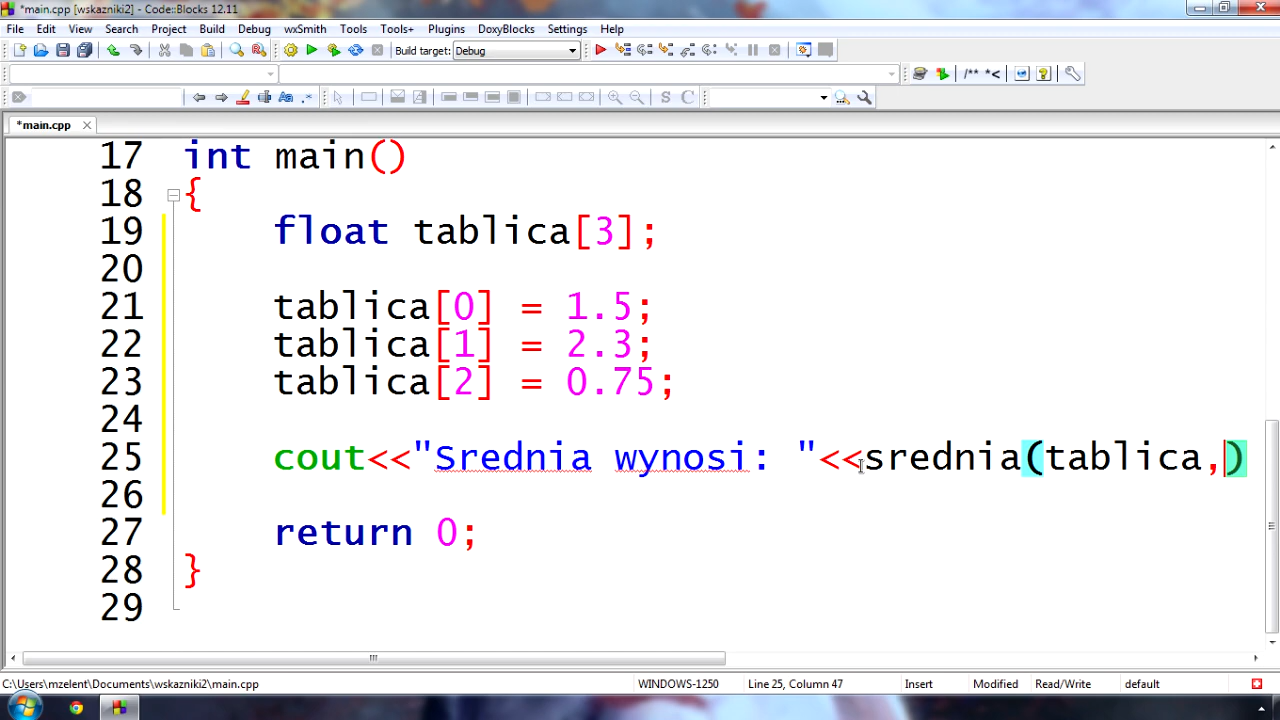 *main.cpp [wskazniki2] - Code::Blocks 12.11
File Edit View Search Project Build Debug wxSmith Tools Tools+ Plugins DoxyBlocks Settings Help
Build target: Debug
/** *<
S C
*main.cpp
17 int main()
18 {
19 float tablica[3];
20
21 tablica[0] = 1.5;
22 tablica[1] = 2.3;
23 tablica[2] = 0.75;
24
25 cout<<"Srednia wynosi: "<<srednia(tablica,)
26
27 return 0;
28 }
29
C:\Users\mzelent\Documents\wskazniki2\main.cpp WINDOWS-1250 Line 25, Column 47 Insert Modified Read/Write default